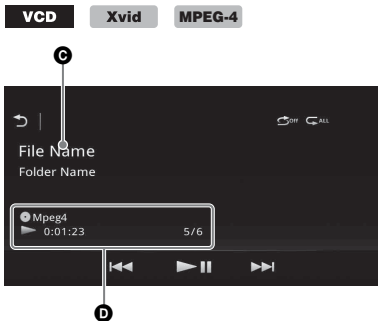 VCD Xvid MPEG-4
C
OFF ALL
File Name
Folder Name
Mpeg4
0:01:23 5/6
D